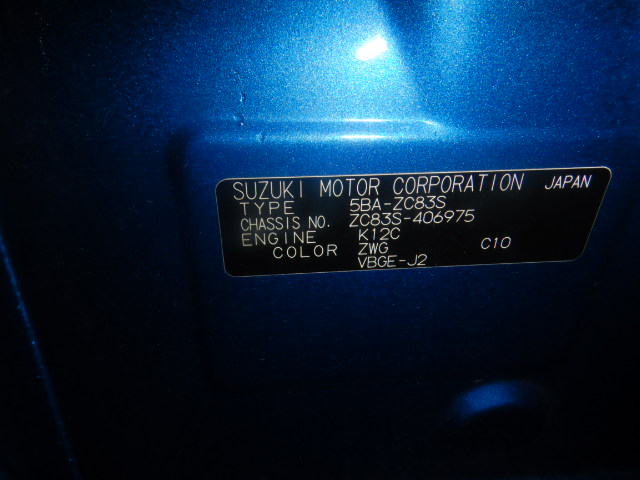 SUZUKI MOTOR CORPORATION JAPAN
TYPE 5BA-ZC83S
CHASSIS NO. ZC83S-406975
ENGINE K12C
COLOR ZWG C10
VBGE-J2